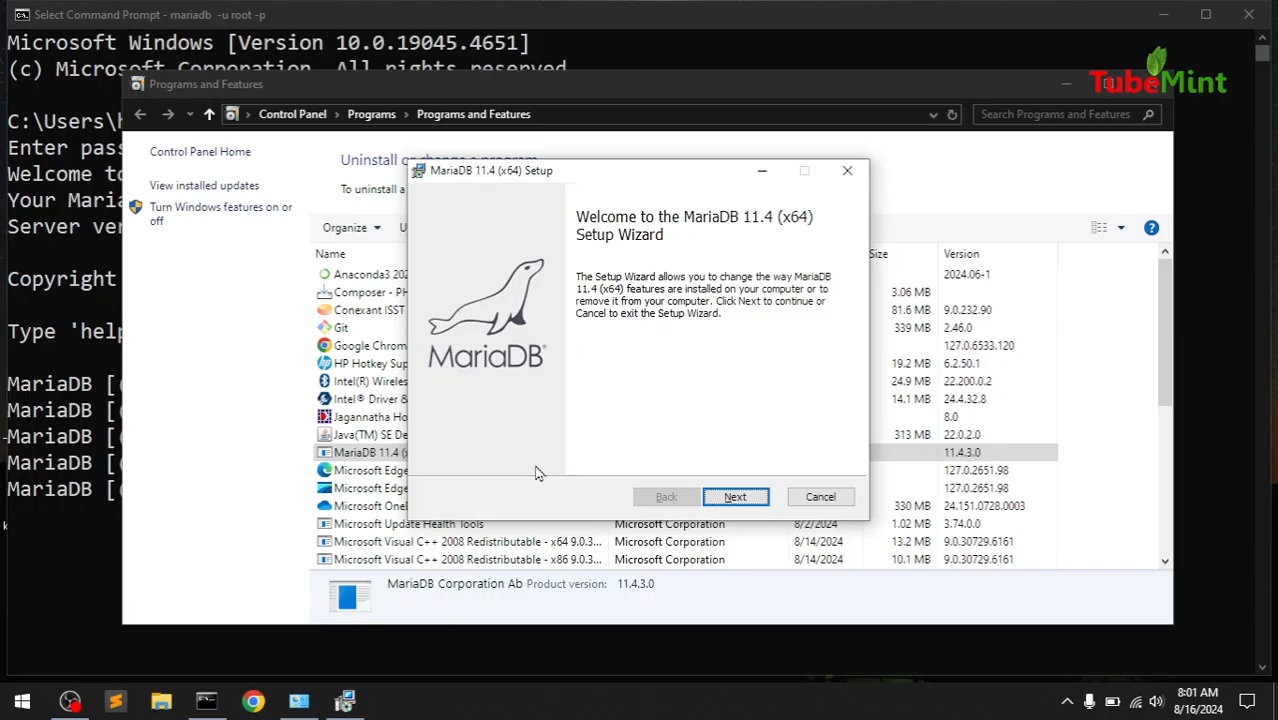 Select Command Prompt - mariadb -u root -p
Microsoft Windows [Version 10.0.19045.4651]
(c) Microsoft Corporation. All rights reserved
TubeMint
Programs and Features
C:\Users\h
Control Panel
Programs
Programs and Features
Search Programs and Features
Enter pas
Welcome to
Your Maria
Server ver
Copyright
Type 'help
MariaDB [
MariaDB [
MariaDB [
MariaDB [
MariaDB [
Control Panel Home
View installed updates
Turn Windows features on or
off
Uninstall or change a program
To uninstall a
Organize
U
Name
Size
Version
Anaconda3 202
2024.06-1
Composer - PH
3.06 MB
Conexant ISST
81.6 MB
9.0.232.90
Git
339 MB
2.46.0
Google Chrom
127.0.6533.120
HP Hotkey Sup
19.2 MB
6.2.50.1
Intel(R) Wireles
24.9 MB
22.200.0.2
Intel® Driver &
14.1 MB
24.4.32.8
Jagannatha Ho
8.0
Java(TM) SE De
313 MB
22.0.2.0
MariaDB 11.4 (
11.4.3.0
Microsoft Edge
127.0.2651.98
Microsoft Edge
127.0.2651.98
Microsoft One
330 MB
24.151.0728.0003
Microsoft Update Health Tools
Microsoft Corporation
8/2/2024
1.02 MB
3.74.0.0
Microsoft Visual C++ 2008 Redistributable - x64 9.0.3...
Microsoft Corporation
8/14/2024
13.2 MB
9.0.30729.6161
Microsoft Visual C++ 2008 Redistributable - x86 9.0.3...
Microsoft Corporation
8/14/2024
10.1 MB
9.0.30729.6161
MariaDB Corporation Ab
Product version:
11.4.3.0
MariaDB 11.4 (x64) Setup
Welcome to the MariaDB 11.4 (x64)
Setup Wizard
The Setup Wizard allows you to change the way MariaDB
11.4 (x64) features are installed on your computer or to
remove it from your computer. Click Next to continue or
Cancel to exit the Setup Wizard.
MariaDB
Back
Next
Cancel
8:01 AM
8/16/2024